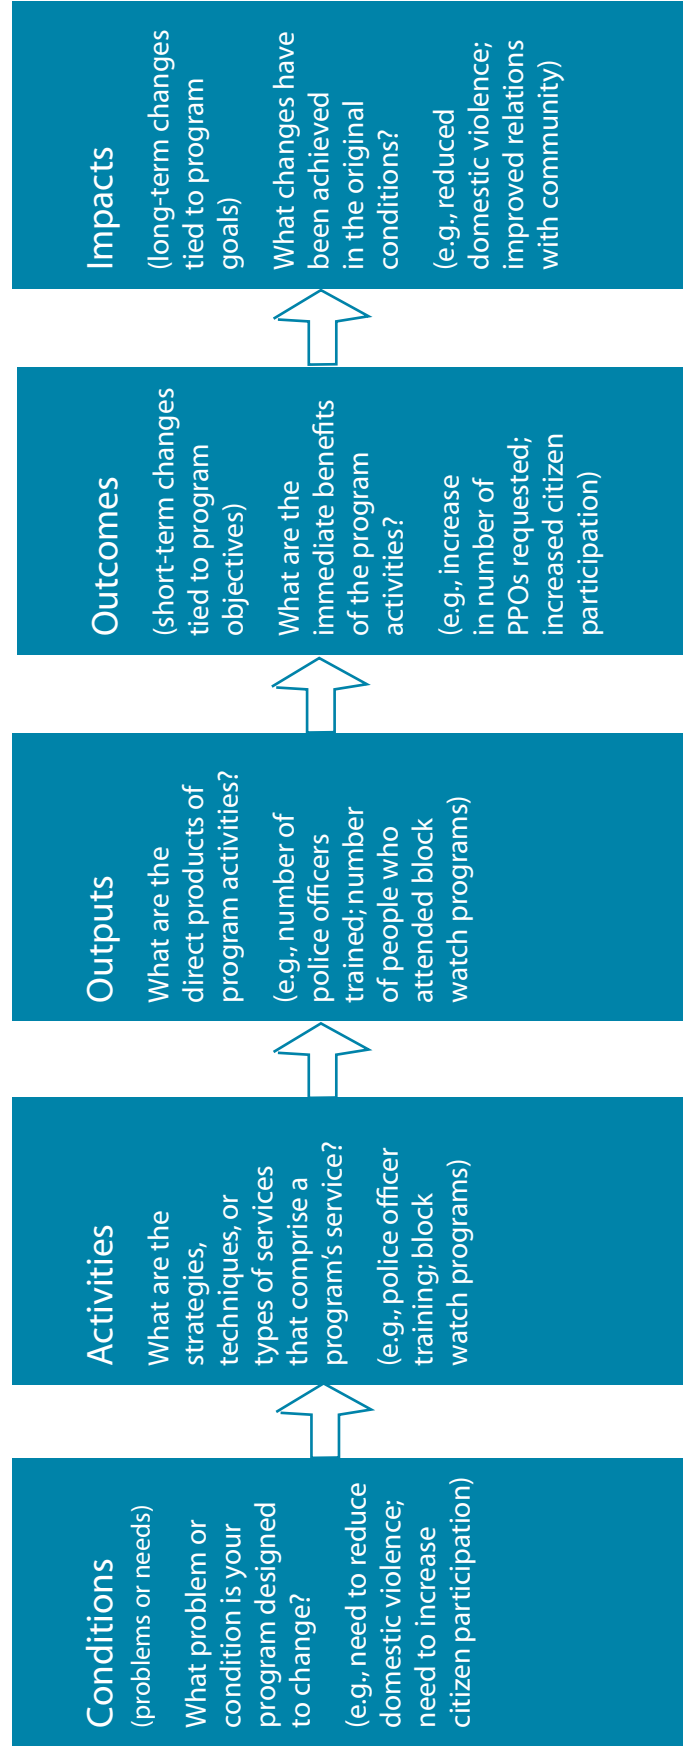 Conditions
(problems or needs)
What problem or
condition is your
program designed
to change?
(e.g., need to reduce
domestic violence;
need to increase
citizen participation)
Activities
What are the
strategies,
techniques, or
types of services
that comprise a
program's service?
(e.g., police officer
training; block
watch programs)
Outputs
What are the
direct products of
program activities?
(e.g., number of
police officers
trained; number
of people who
attended block
watch programs)
Outcomes
(short-term changes
tied to program
objectives)
What are the
immediate benefits
of the program
activities?
(e.g., increase
in number of
PPOs requested;
increased citizen
participation)
Impacts
(long-term changes
tied to program
goals)
What changes have
been achieved
in the original
conditions?
(e.g., reduced
domestic violence;
improved relations
with community)